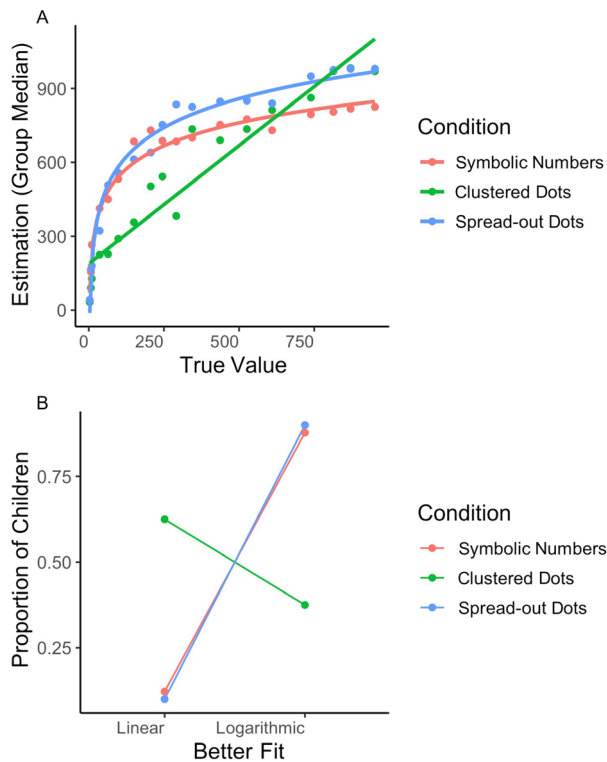 A
Estimation (Group Median)
900
600
300
0
0
250
500
750
True Value
Condition
Symbolic Numbers
Clustered Dots
Spread-out Dots
B
Proportion of Children
0.75
0.50
0.25
Linear
Logarithmic
Better Fit
Condition
Symbolic Numbers
Clustered Dots
Spread-out Dots